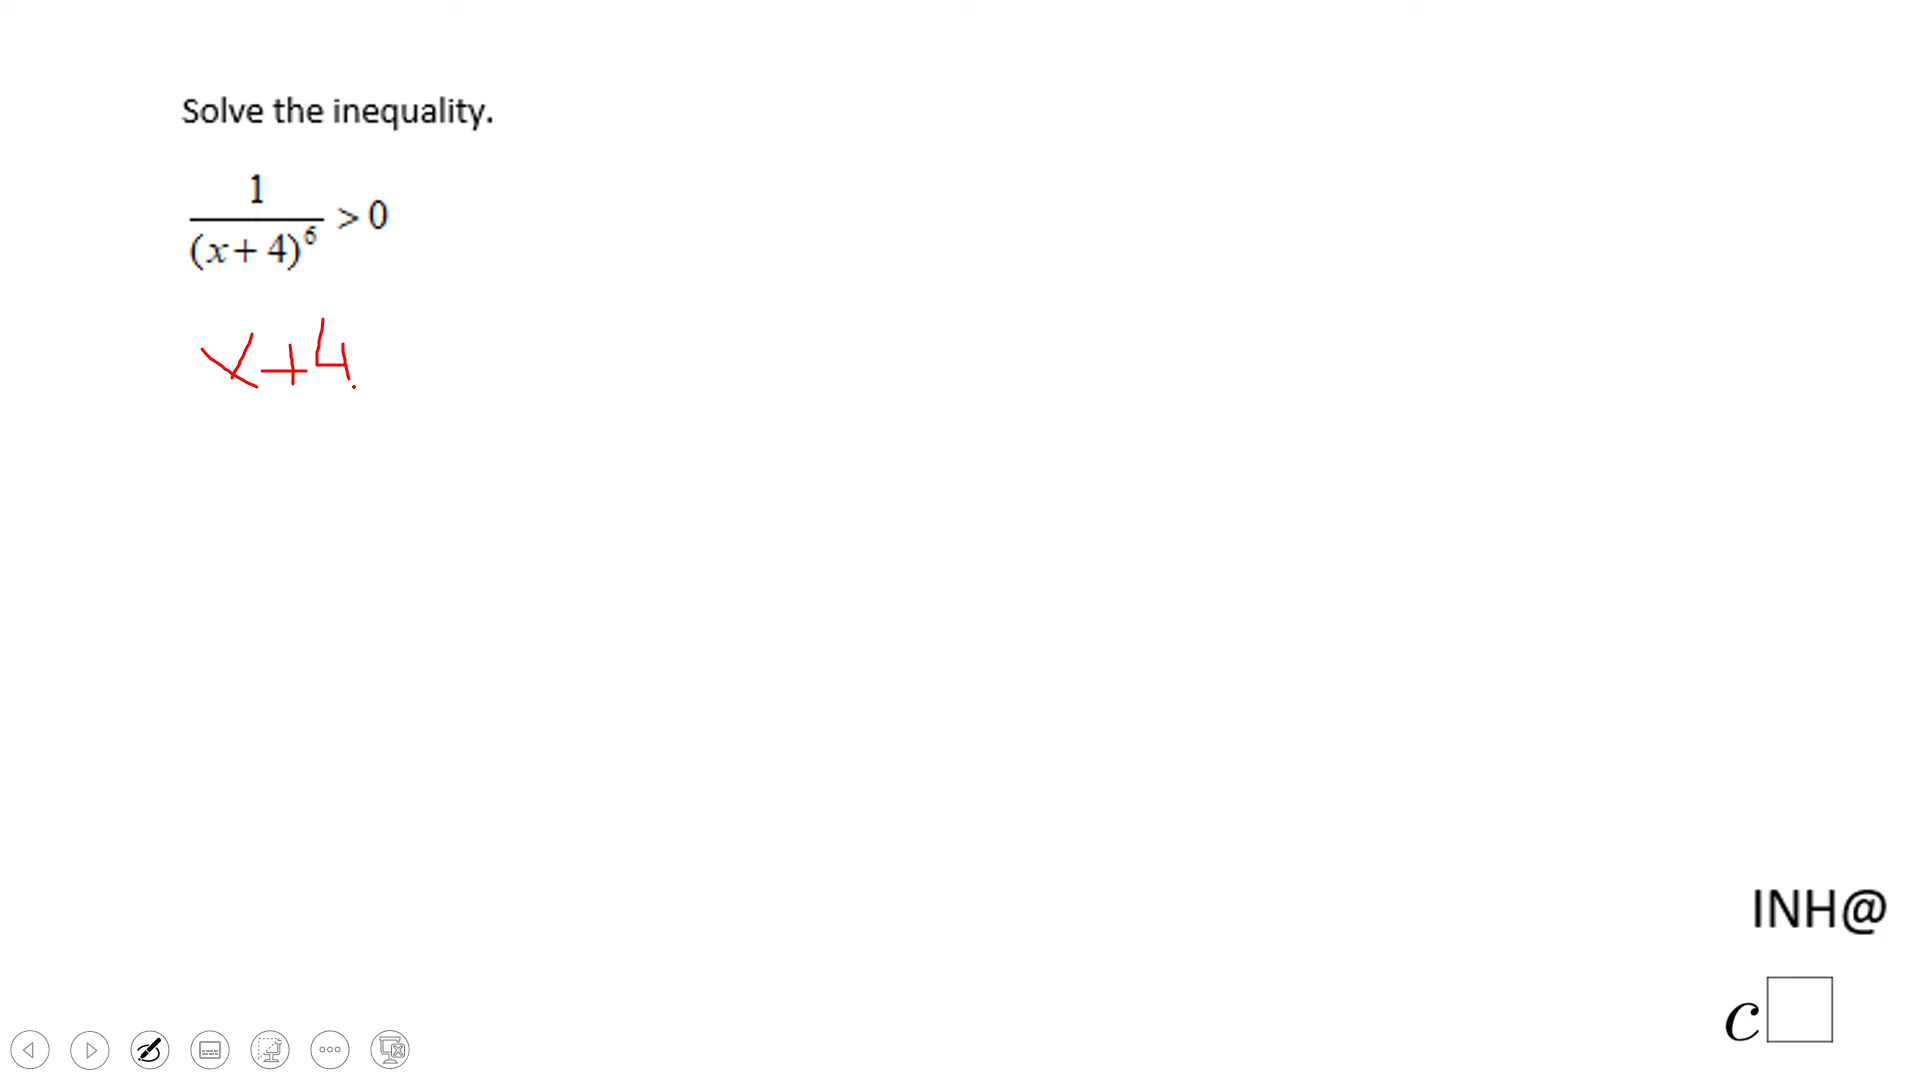 Solve the inequality.
1
(x+4)^6 > 0
x+4
INH@
c